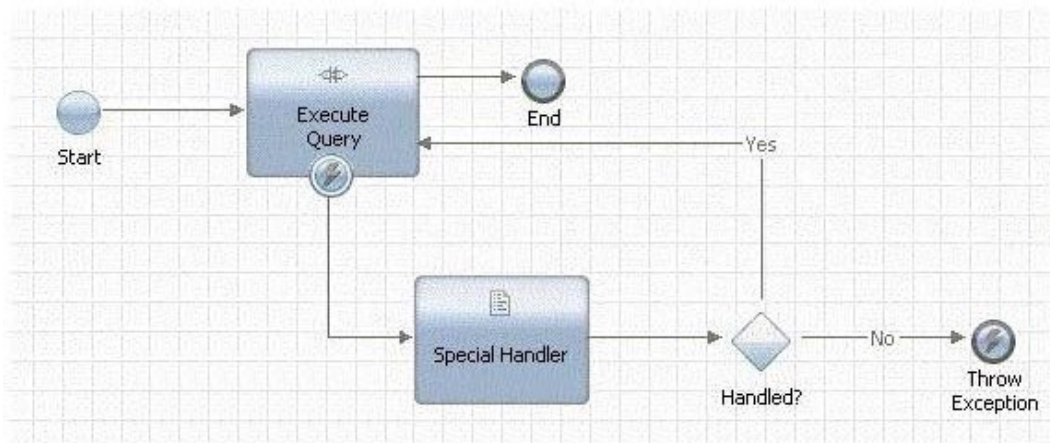 Start
Execute
Query
End
Yes
Special Handler
Handled?
No
Throw
Exception